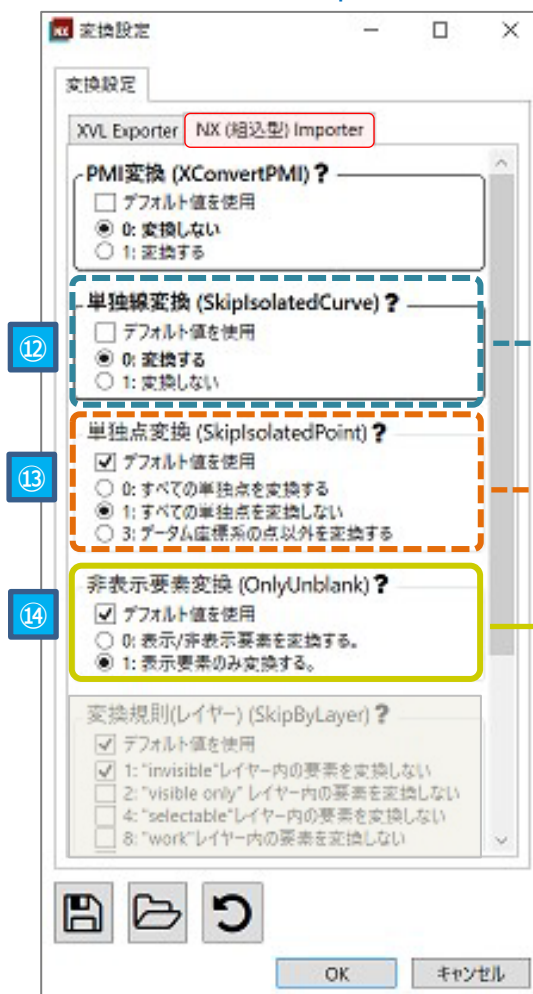 NX 変換設定
変換設定
XVL Exporter NX (組込型) Importer
PMI変換 (XConvertPMI) ?
デフォルト値を使用
0: 変換しない
1: 変換する
⑫
単独線変換 (SkipIsolatedCurve) ?
デフォルト値を使用
0: 変換する
1: 変換しない
⑬
単独点変換 (SkipIsolatedPoint) ?
デフォルト値を使用
0: すべての単独点を変換する
1: すべての単独点を変換しない
3: データム座標系の点以外を変換する
⑭
非表示要素変換 (OnlyUnblank) ?
デフォルト値を使用
0: 表示/非表示要素を変換する。
1: 表示要素のみ変換する。
変換規則(レイヤー) (SkipByLayer) ?
デフォルト値を使用
1: "invisible"レイヤー内の要素を変換しない
2: "visible only" レイヤー内の要素を変換しない
4: "selectable"レイヤー内の要素を変換しない
8: "work"レイヤー内の要素を変換しない
OK キャンセル